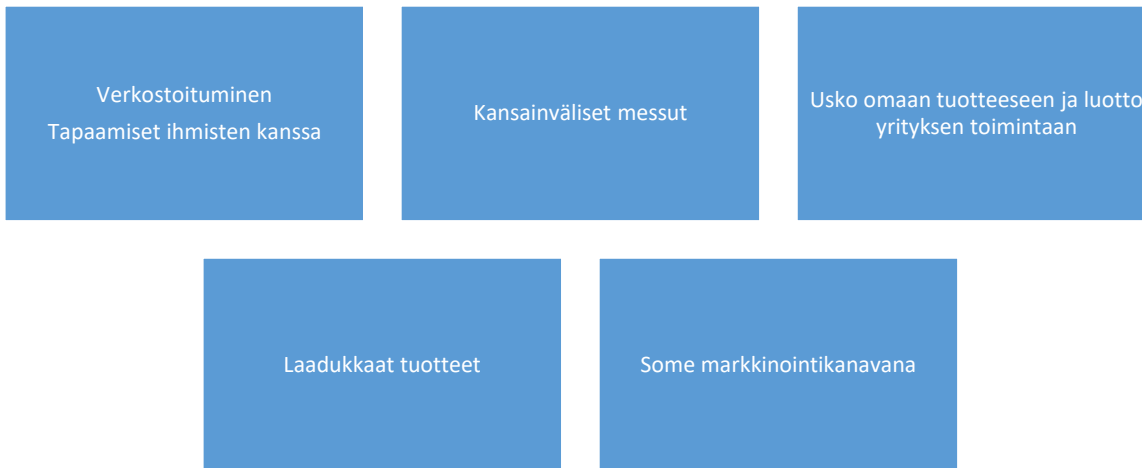 Verkostoituminen
Tapaamiset ihmisten kanssa
Kansainväliset messut
Usko omaan tuotteeseen ja luotto
yrityksen toimintaan
Laadukkaat tuotteet
Some markkinointikanavana